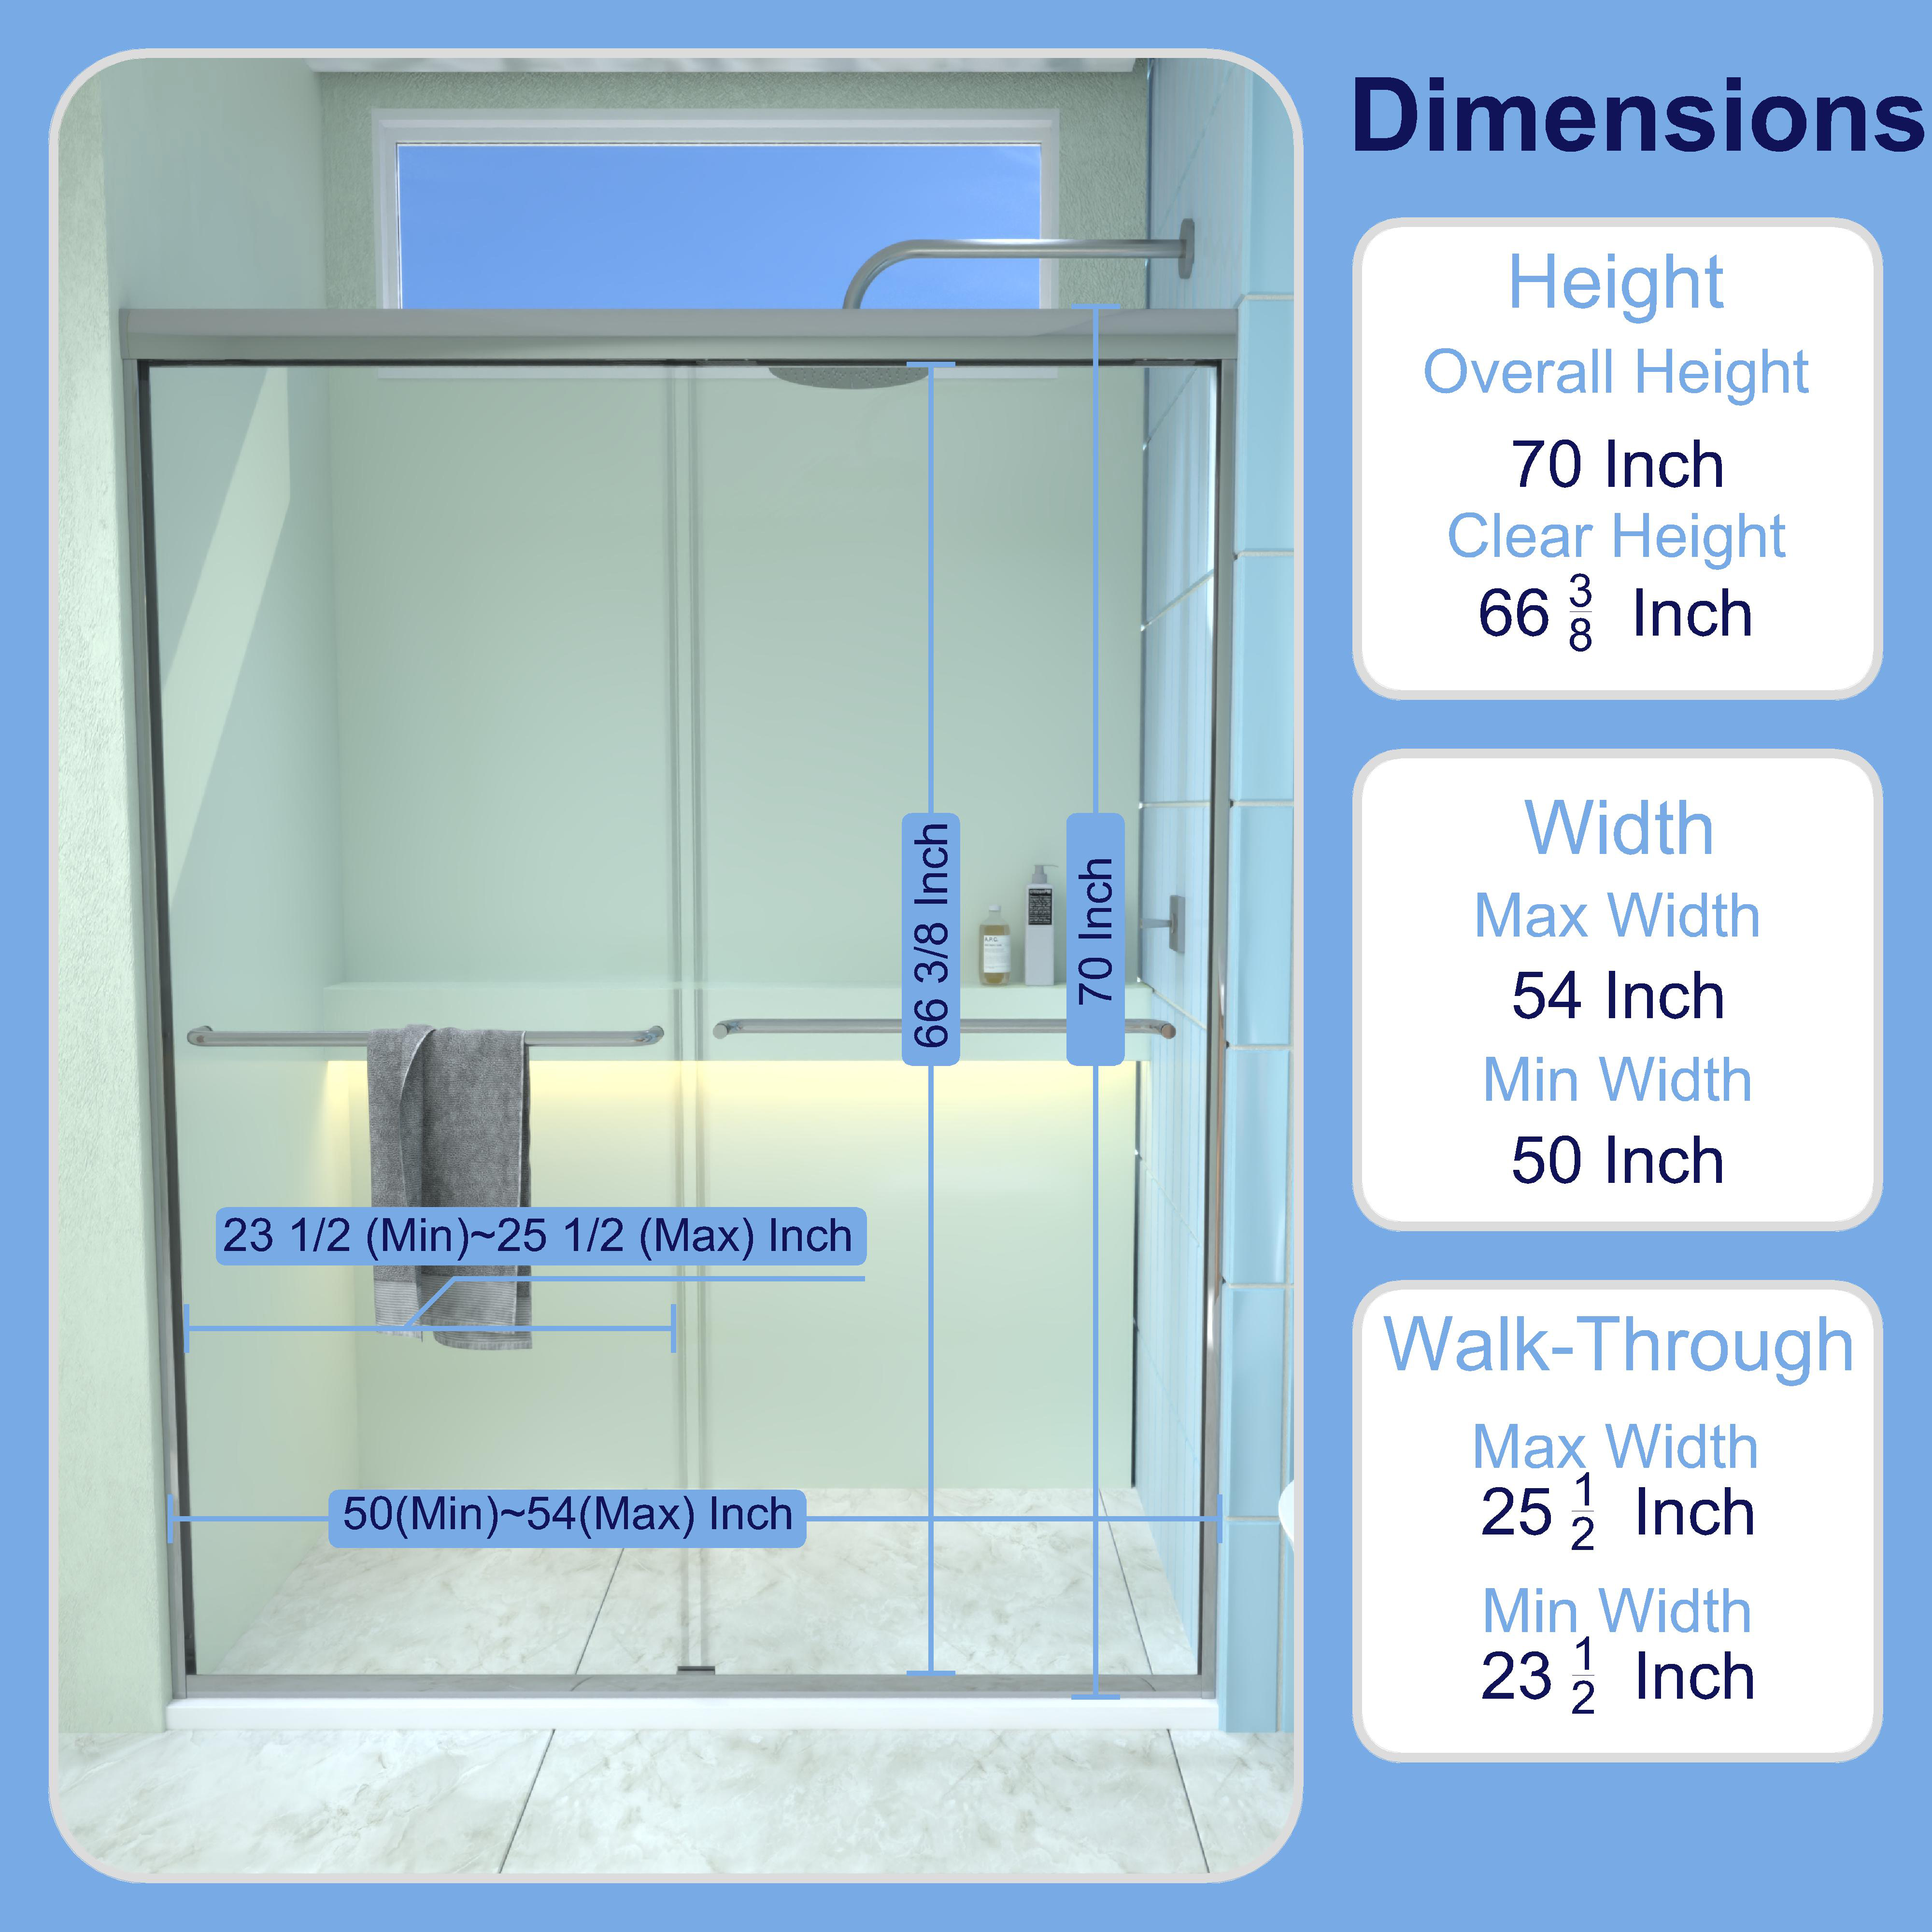 Dimensions
Height
Overall Height
70 Inch
Clear Height
66 3/8 Inch
Width
Max Width
54 Inch
Min Width
50 Inch
Walk-Through
Max Width
25 1/2 Inch
Min Width
23 1/2 Inch
66 3/8 Inch
70 Inch
23 1/2 (Min)~25 1/2 (Max) Inch
50(Min)~54(Max) Inch